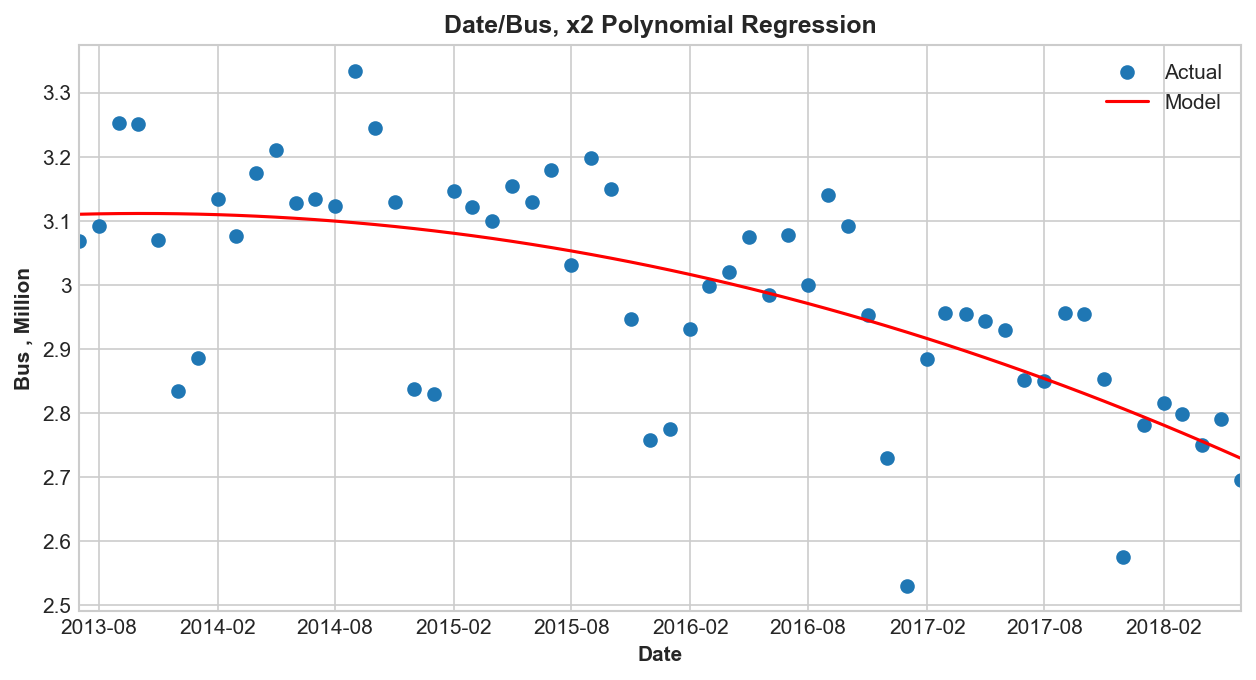 Date/Bus, x2 Polynomial Regression
Actual
Model
Bus , Million
3.3
3.2
3.1
3
2.9
2.8
2.7
2.6
2.5
2013-08 2014-02 2014-08 2015-02 2015-08 2016-02 2016-08 2017-02 2017-08 2018-02
Date